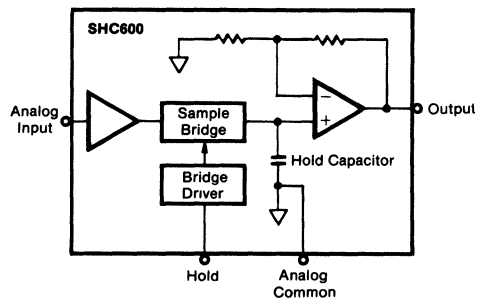 SHC600
Analog
Input
Sample
Bridge
Bridge
Driver
−
+
Output
Hold Capacitor
Hold
Analog
Common